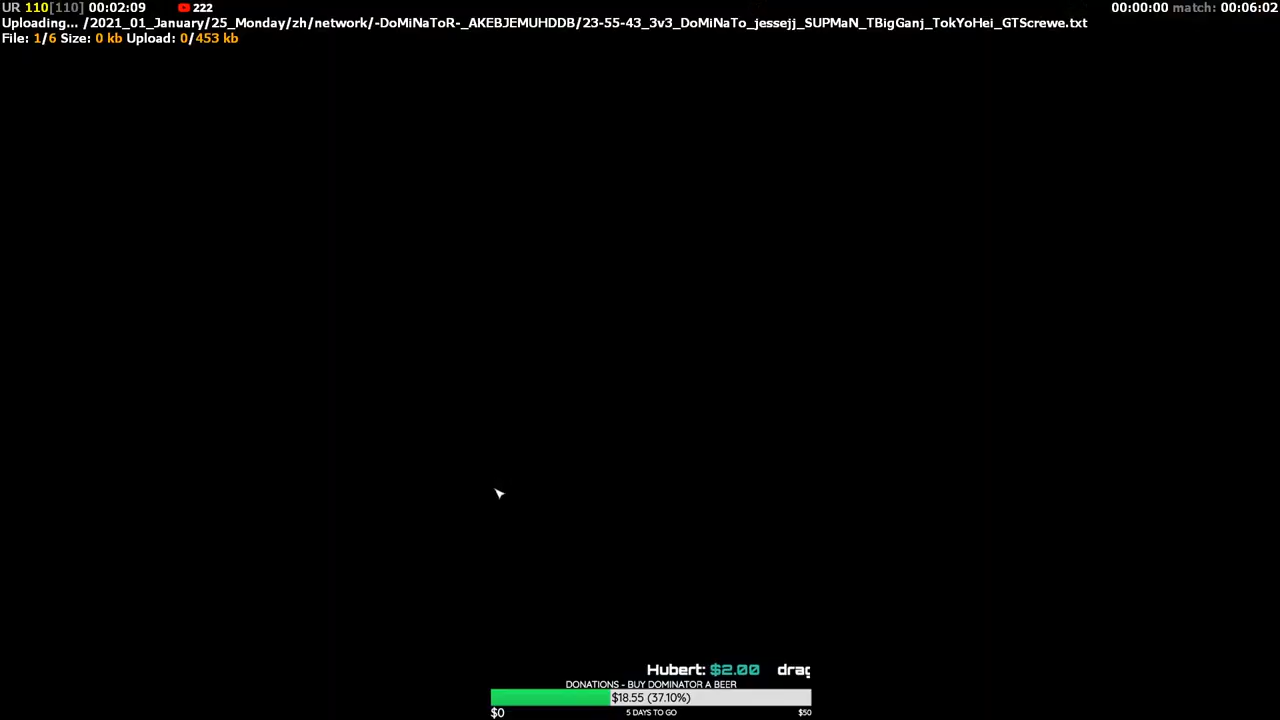 UR 110[110] 00:02:09 222 00:00:00 match: 00:06:02
Uploading... /2021_01_January/25_Monday/zh/network/-DoMiNaToR-_AKEBJEMUHDDB/23-55-43_3v3_DoMiNaTo_jessejj_SUPMaN_TBigGanj_TokYoHei_GTScrewe.txt
File: 1/6 Size: 0 kb Upload: 0/453 kb
Hubert: $2.00 drag
DONATIONS - BUY DOMINATOR A BEER
$18.55 (37.10%)
$0 5 DAYS TO GO $50